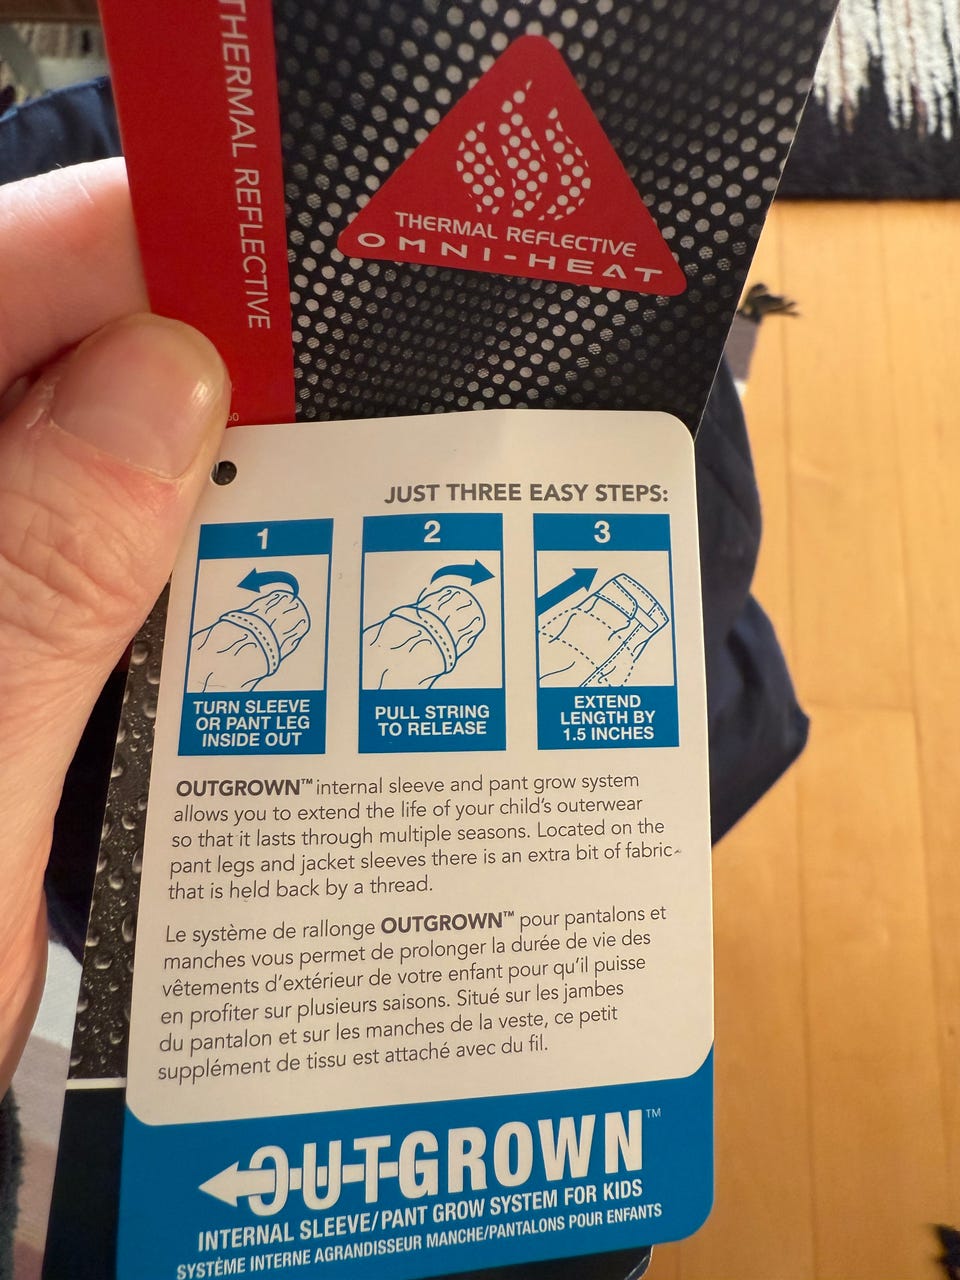 THERMAL REFLECTIVE
THERMAL REFLECTIVE
OMNI-HEAT
JUST THREE EASY STEPS:
1
TURN SLEEVE
OR PANT LEG
INSIDE OUT
2
PULL STRING
TO RELEASE
3
EXTEND
LENGTH BY
1.5 INCHES
OUTGROWN™ internal sleeve and pant grow system
allows you to extend the life of your child's outerwear
so that it lasts through multiple seasons. Located on the
pant legs and jacket sleeves there is an extra bit of fabric
that is held back by a thread.
Le système de rallonge OUTGROWN™ pour pantalons et
manches vous permet de prolonger la durée de vie des
vêtements d'extérieur de votre enfant pour qu'il puisse
en profiter sur plusieurs saisons. Situé sur les jambes
du pantalon et sur les manches de la veste, ce petit
supplément de tissu est attaché avec du fil.
OUTGROWN™
INTERNAL SLEEVE/PANT GROW SYSTEM FOR KIDS
SYSTÈME INTERNE AGRANDISSEUR MANCHE/PANTALONS POUR ENFANTS